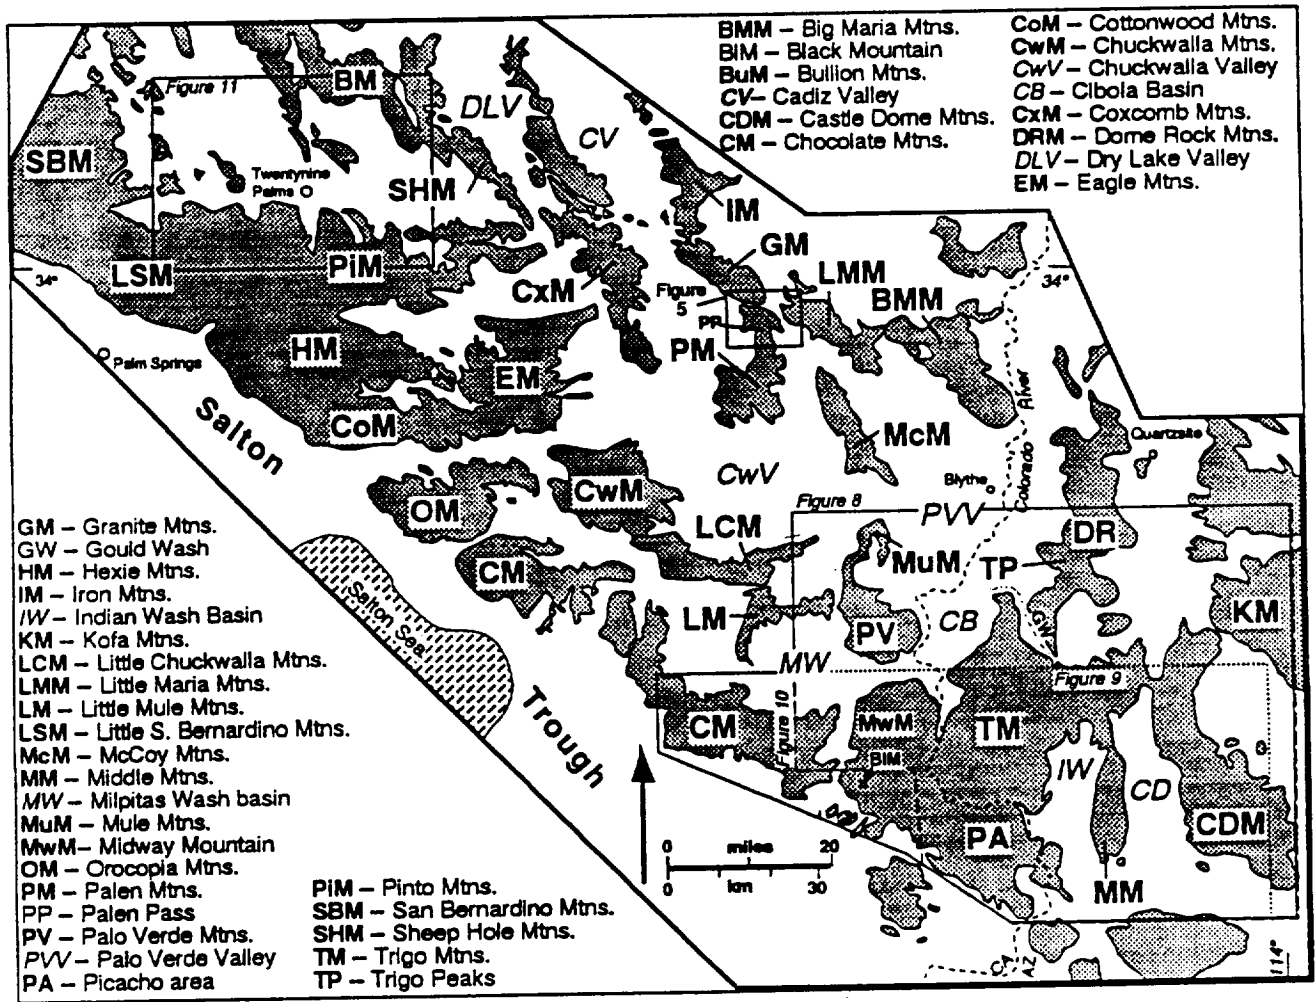 BMM – Big Maria Mtns.
BlM – Black Mountain
BuM – Bullion Mtns.
CV – Cadiz Valley
CDM – Castle Dome Mtns.
CM – Chocolate Mtns.
CoM – Cottonwood Mtns.
CwM – Chuckwalla Mtns.
CwV – Chuckwalla Valley
CB – Cibola Basin
CxM – Coxcomb Mtns.
DRM – Dome Rock Mtns.
DLV – Dry Lake Valley
EM – Eagle Mtns.
Figure 11
BM
DLV
CV
SBM
Twentynine
Palms
SHM
IM
GM
LSM
PiM
CxM
Figure
5
LMM
BMM
34°
34°
PP
PM
HM
EM
Palm Springs
CoM
River
Colorado
McM
Quartzsite
Salton
CwV
Blythe
OM
CwM
Figure 8
PVV
LCM
MuM
DR
TP
CM
KM
LM
PV
CB
GW
Salton Sea
MW
Figure 9
Trough
CM
Figure 10
MwM
BlM
TM
IW
CD
PA
CDM
MM
0 miles 20
0 km 30
CA
AZ
114°
GM – Granite Mtns.
GW – Gould Wash
HM – Hexie Mtns.
IM – Iron Mtns.
IW – Indian Wash Basin
KM – Kofa Mtns.
LCM – Little Chuckwalla Mtns.
LMM – Little Maria Mtns.
LM – Little Mule Mtns.
LSM – Little S. Bernardino Mtns.
McM – McCoy Mtns.
MM – Middle Mtns.
MW – Milpitas Wash basin
MuM – Mule Mtns.
MwM – Midway Mountain
OM – Orocopia Mtns.
PM – Palen Mtns.
PP – Palen Pass
PV – Palo Verde Mtns.
PVV – Palo Verde Valley
PA – Picacho area
PiM – Pinto Mtns.
SBM – San Bernardino Mtns.
SHM – Sheep Hole Mtns.
TM – Trigo Mtns.
TP – Trigo Peaks